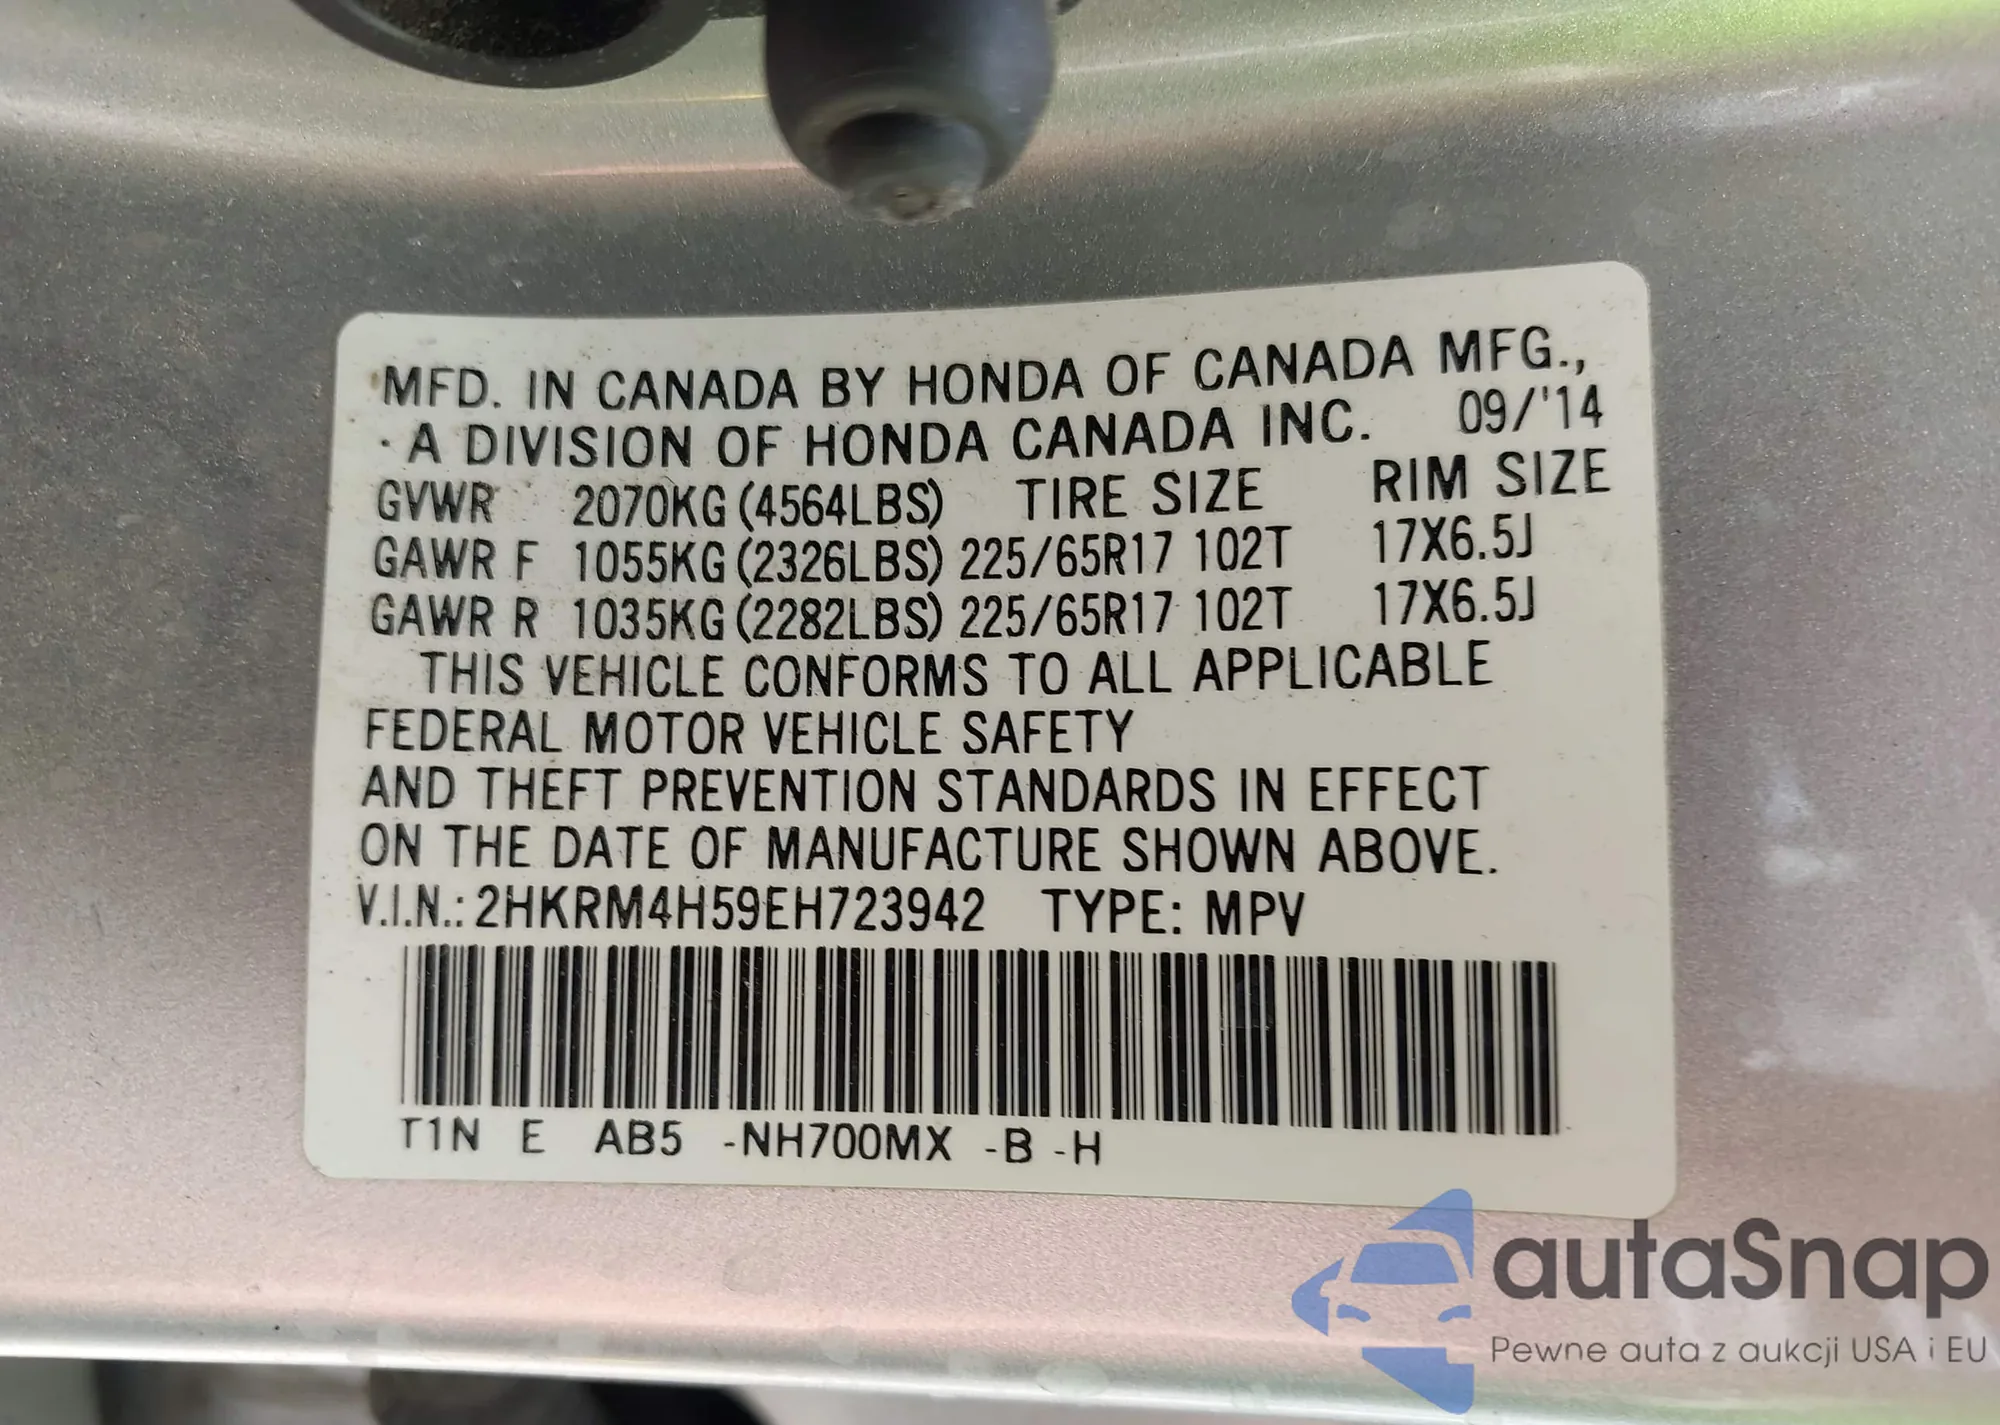 MFD. IN CANADA BY HONDA OF CANADA MFG.,
A DIVISION OF HONDA CANADA INC. 09/'14
GVWR 2070KG (4564LBS) TIRE SIZE RIM SIZE
GAWR F 1055KG (2326LBS) 225/65R17 102T 17X6.5J
GAWR R 1035KG (2282LBS) 225/65R17 102T 17X6.5J
THIS VEHICLE CONFORMS TO ALL APPLICABLE
FEDERAL MOTOR VEHICLE SAFETY
AND THEFT PREVENTION STANDARDS IN EFFECT
ON THE DATE OF MANUFACTURE SHOWN ABOVE.
V.I.N.: 2HKRM4H59EH723942 TYPE: MPV
T1N E AB5 -NH700MX -B -H
autaSnap
Pewne auta z aukcji USA i EU